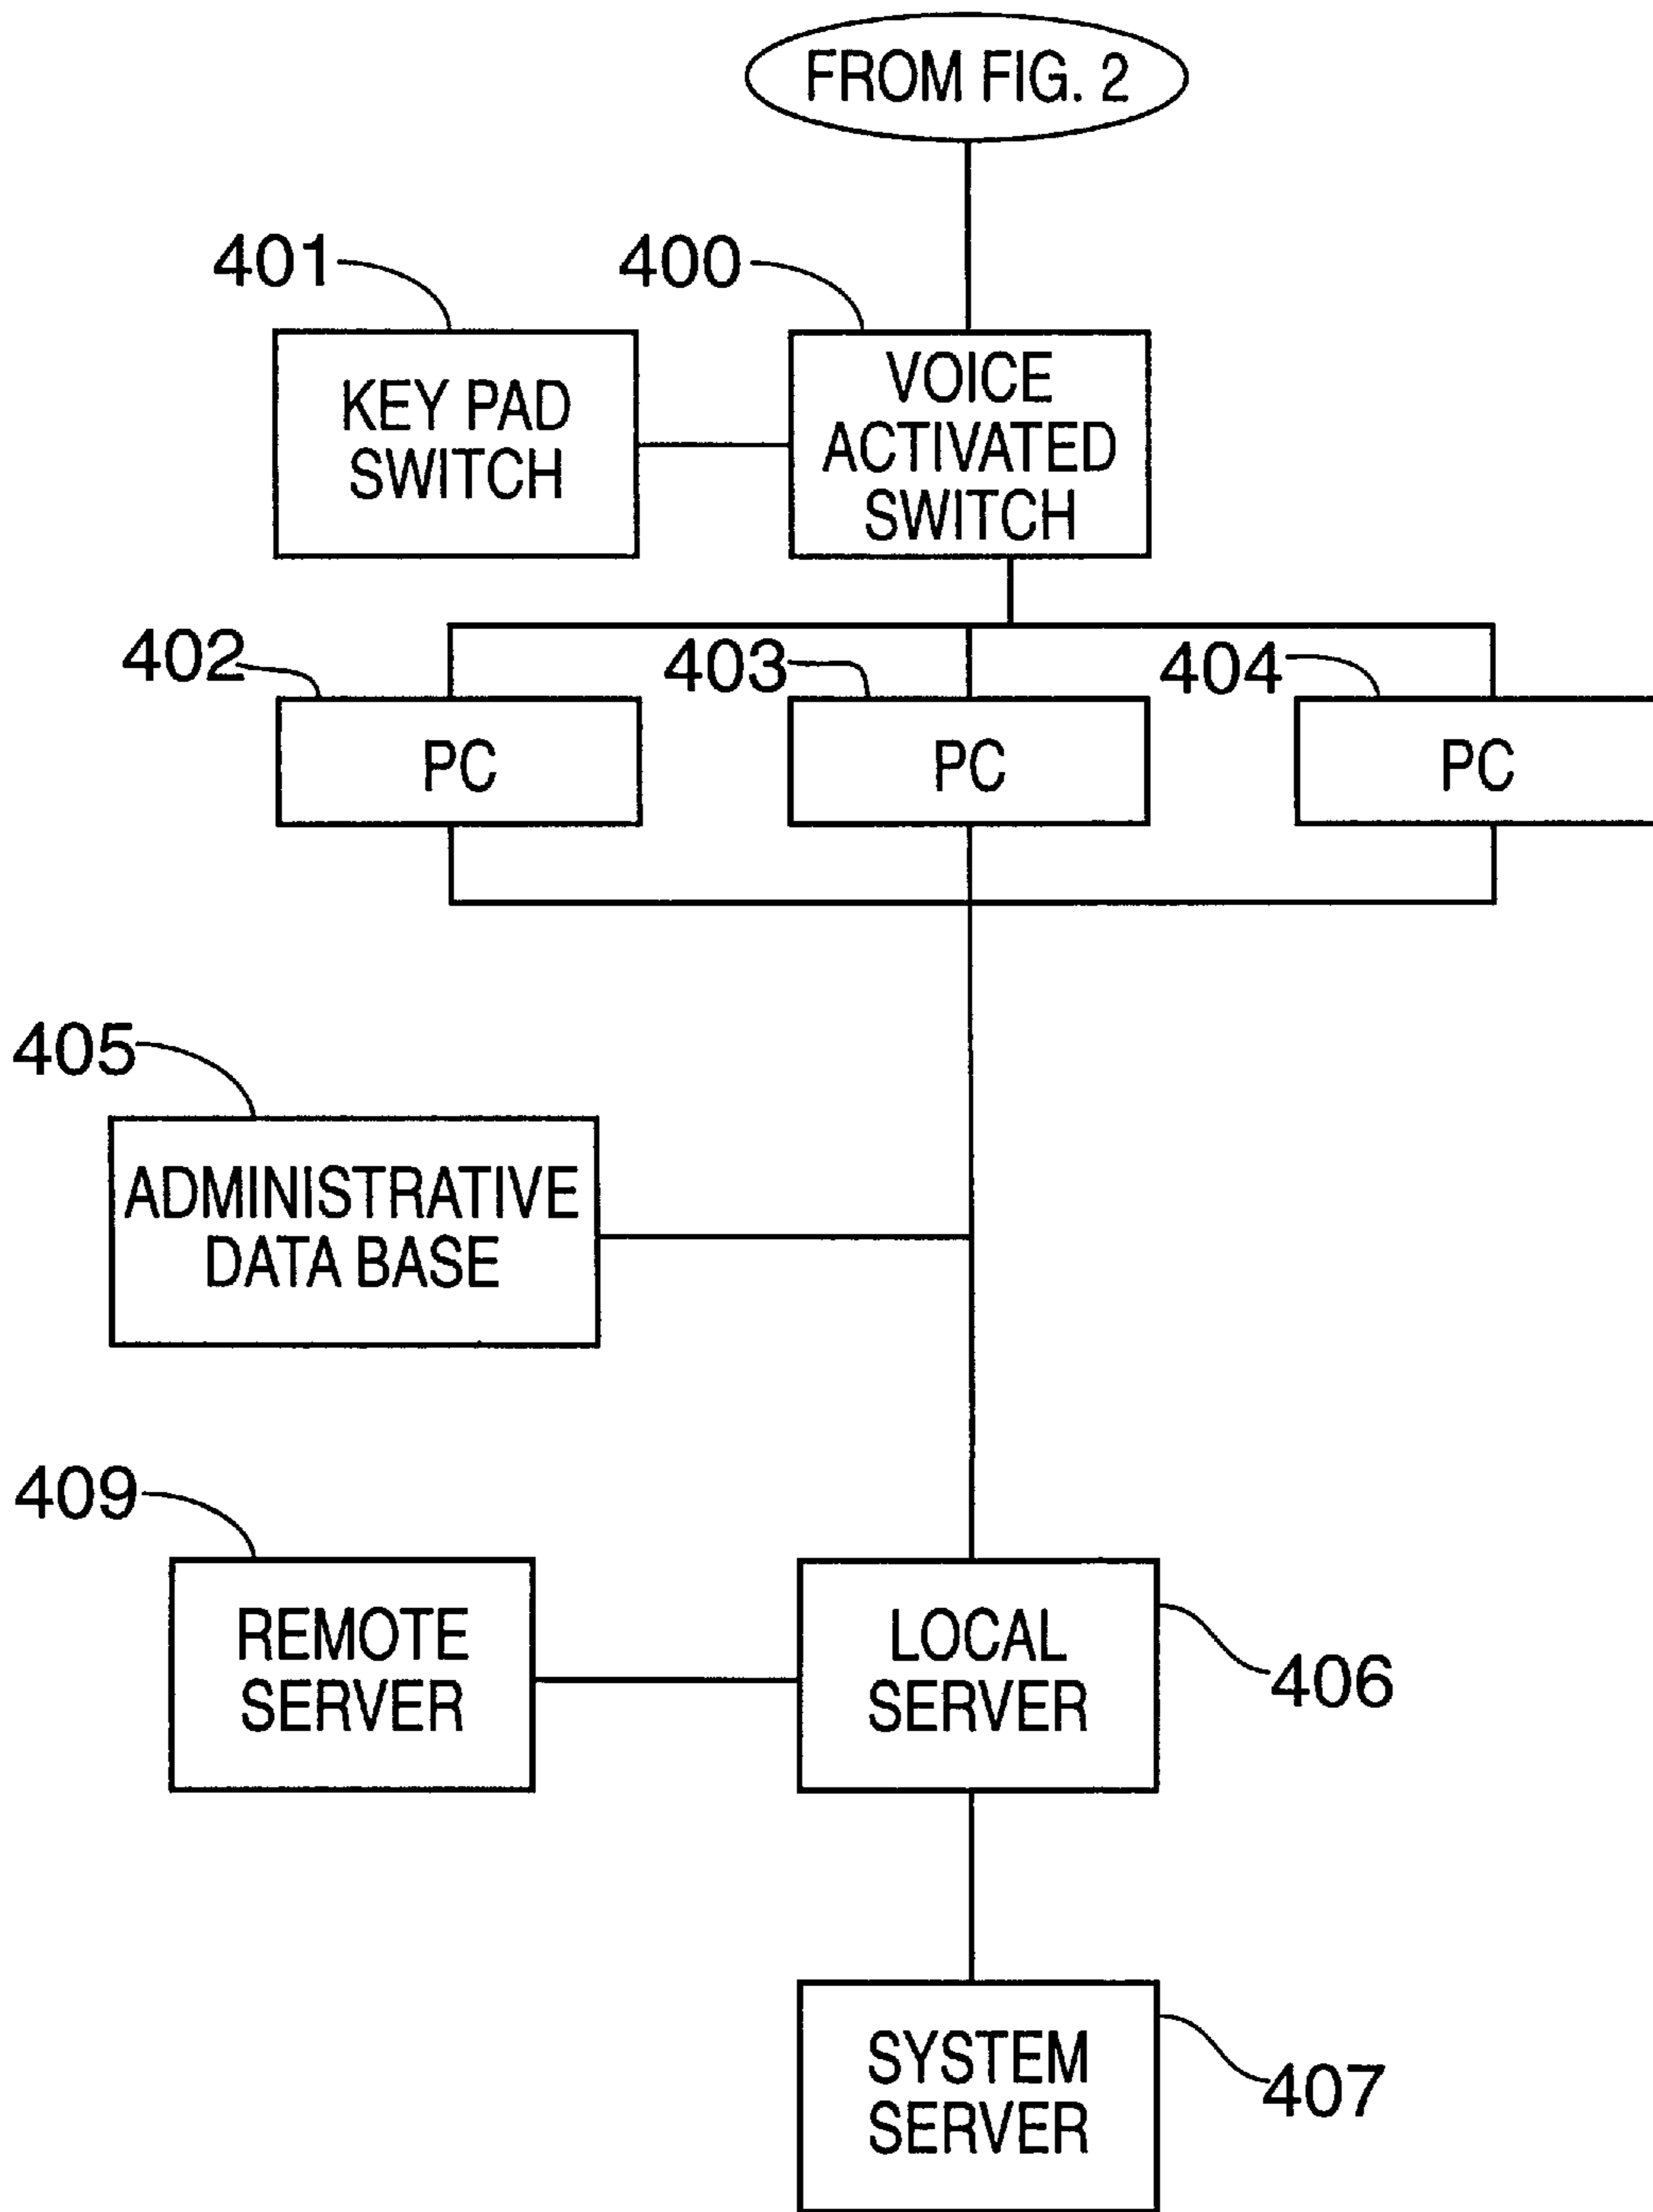 FROM FIG. 2
401
400
KEY PAD
SWITCH
VOICE
ACTIVATED
SWITCH
402
403
404
PC
PC
PC
405
ADMINISTRATIVE
DATA BASE
409
REMOTE
SERVER
LOCAL
SERVER
406
SYSTEM
SERVER
407